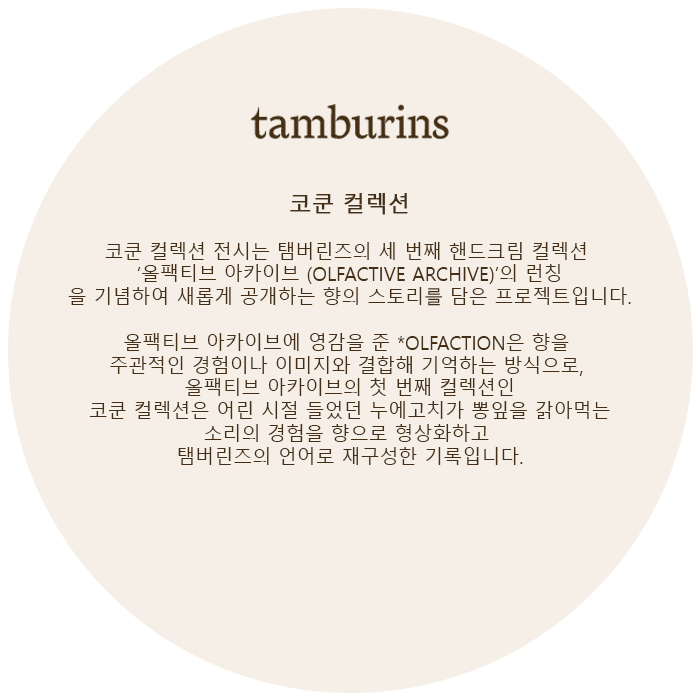 tamburins
코쿤 컬렉션
코쿤 컬렉션 전시는 탬버린즈의 세 번째 핸드크림 컬렉션
‘올팩티브 아카이브 (OLFACTIVE ARCHIVE)’의 런칭
을 기념하여 새롭게 공개하는 향의 스토리를 담은 프로젝트입니다.
올팩티브 아카이브에 영감을 준 *OLFACTION은 향을
주관적인 경험이나 이미지와 결합해 기억하는 방식으로,
올팩티브 아카이브의 첫 번째 컬렉션인
코쿤 컬렉션은 어린 시절 들었던 누에고치가 뽕잎을 갉아먹는
소리의 경험을 향으로 형상화하고
탬버린즈의 언어로 재구성한 기록입니다.